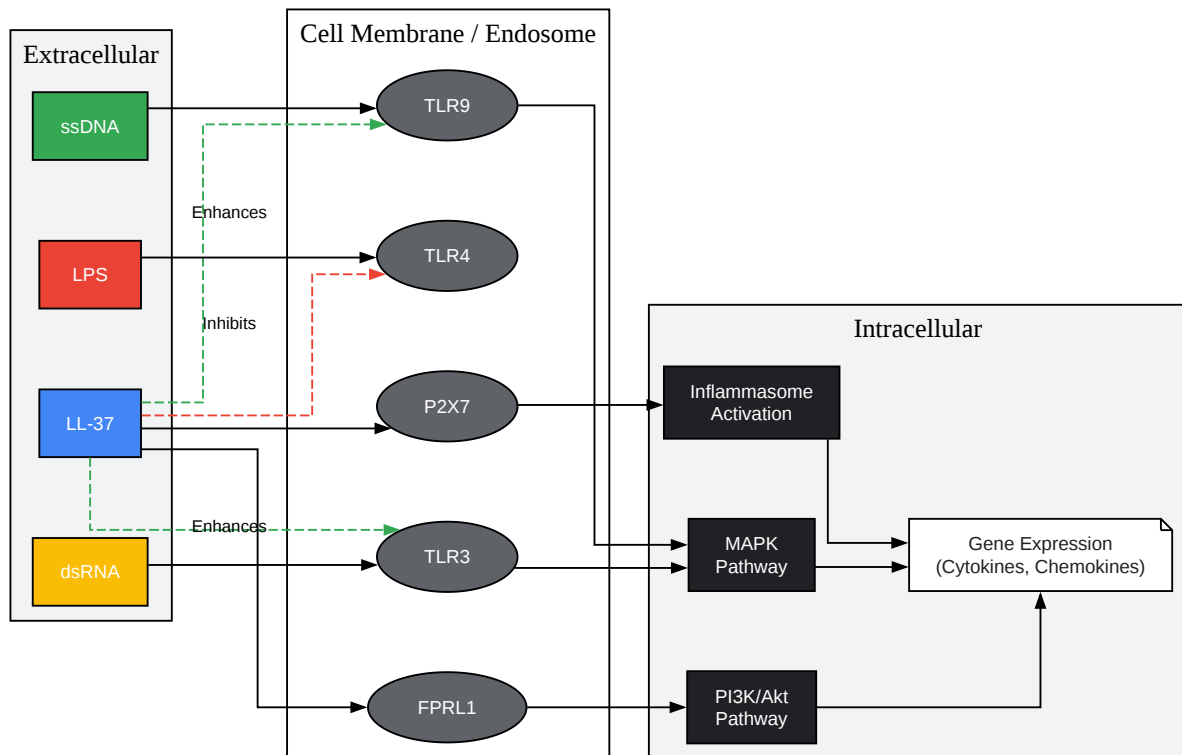 Extracellular
ssDNA
LPS
LL-37
dsRNA
Enhances
Inhibits
Enhances
Cell Membrane / Endosome
TLR9
TLR4
P2X7
TLR3
FPRL1
Intracellular
Inflammasome
Activation
MAPK
Pathway
PI3K/Akt
Pathway
Gene Expression
(Cytokines, Chemokines)